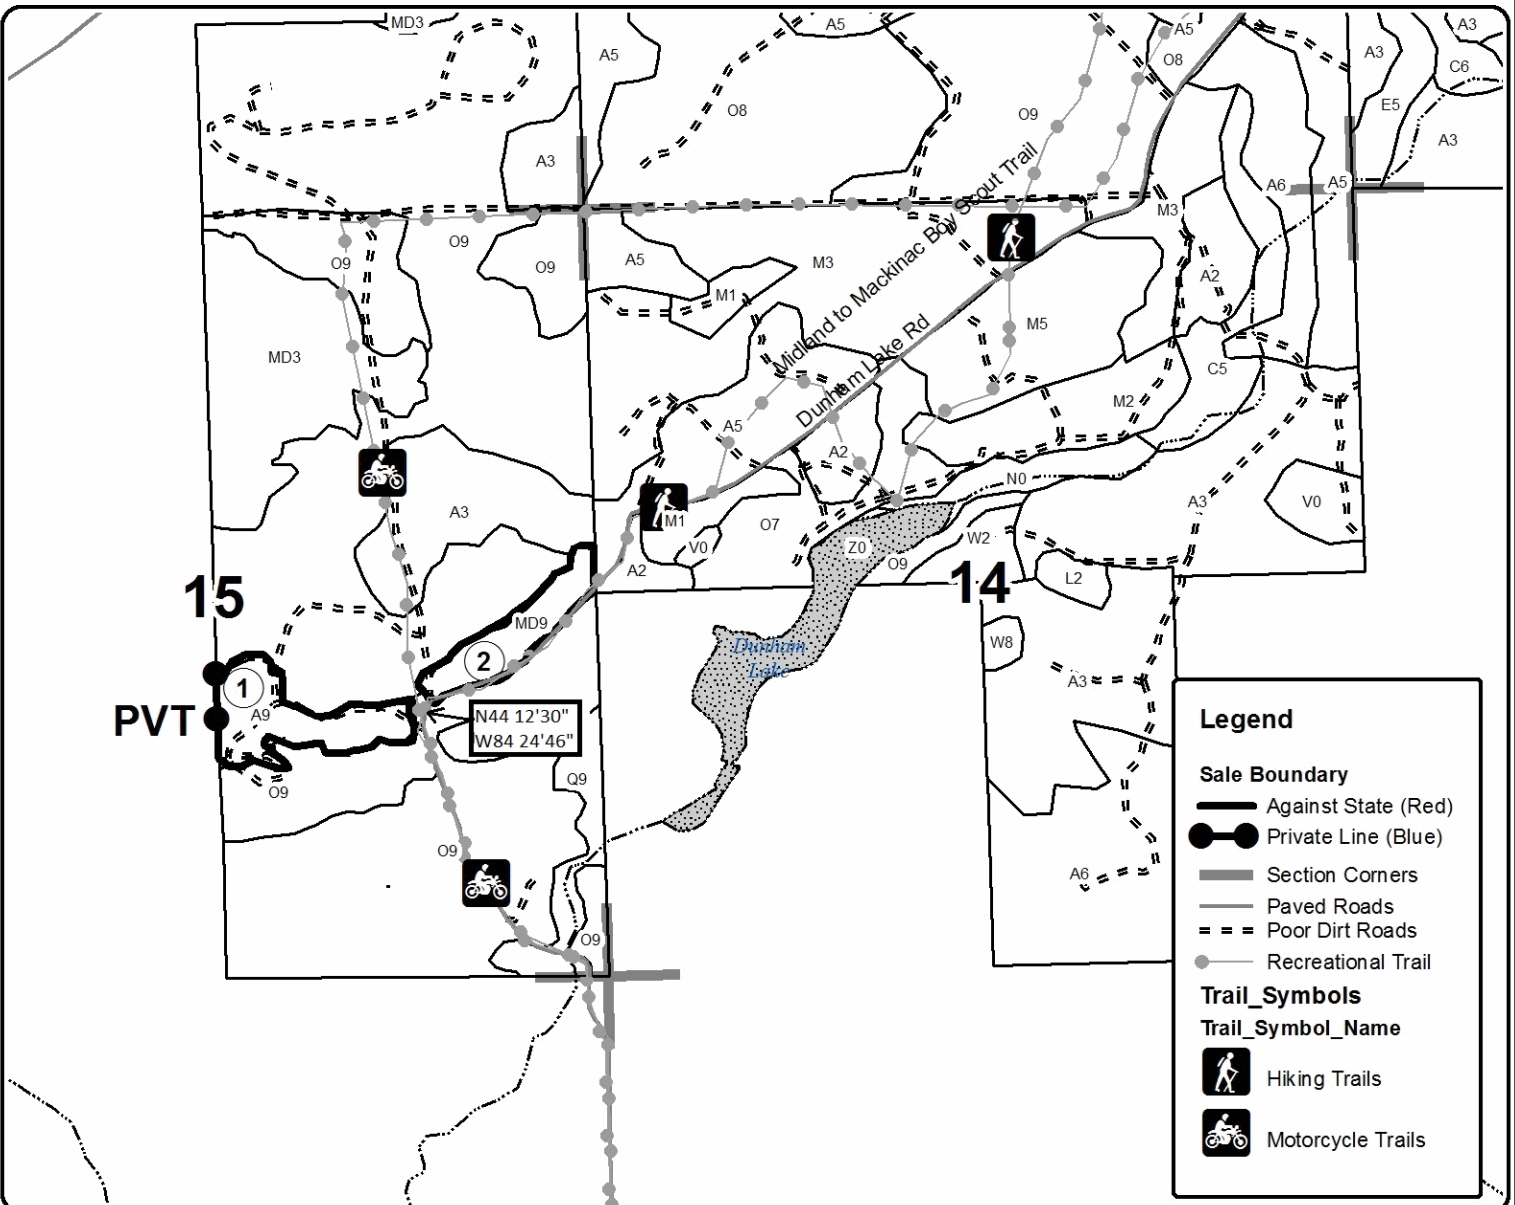 MD3
A5
A5
A5
A3
O8
C6
A3
A5
O8
O8
O9
E5
A3
A3
A6
A5
M3
O9
O9
O9
A5
M3
M1
A2
Midland to Mackinac Boy Scout Trail
Dunham Lake Rd
M5
MD3
C5
M2
A5
A2
N0
A3
V0
A3
M1
O7
V0
Z0
O9
W2
A2
L2
15
14
MD9
W8
Dunham
Lake
2
1
A3
PVT
A9
N44 12'30"
W84 24'46"
O9
Q9
O9
A6
O9
Legend
Sale Boundary
Against State (Red)
Private Line (Blue)
Section Corners
Paved Roads
Poor Dirt Roads
Recreational Trail
Trail_Symbols
Trail_Symbol_Name
Hiking Trails
Motorcycle Trails